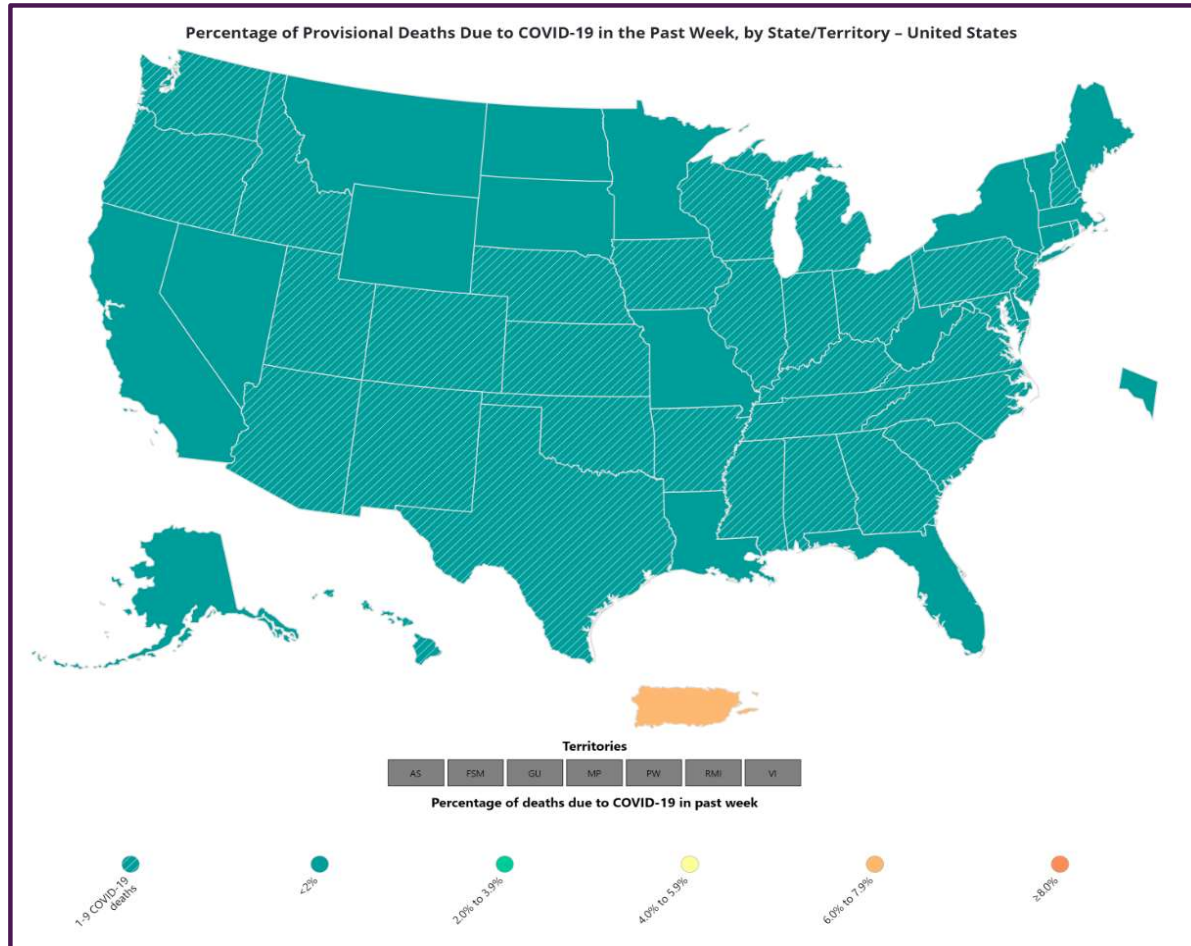 Percentage of Provisional Deaths Due to COVID-19 in the Past Week, by State/Territory – United States
Territories
AS FSM GU MP PW RMI VI
Percentage of deaths due to COVID-19 in past week
1-9 COVID-19
deaths
<2%
2.0% to 3.9%
4.0% to 5.9%
6.0% to 7.9%
≥8.0%